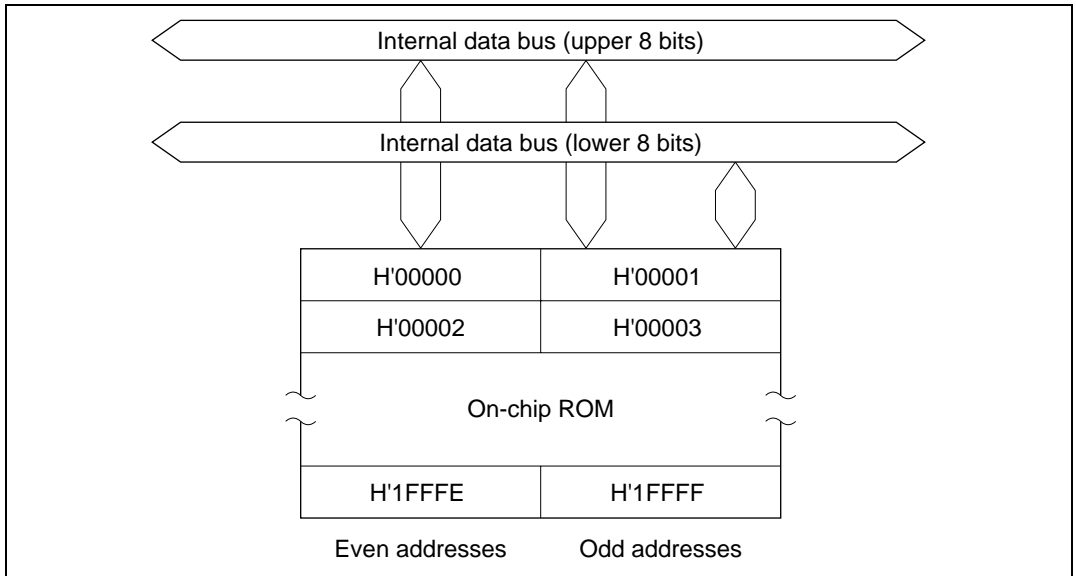 Internal data bus (upper 8 bits)
Internal data bus (lower 8 bits)
H'00000 H'00001
H'00002 H'00003
On-chip ROM
H'1FFFE H'1FFFF
Even addresses Odd addresses